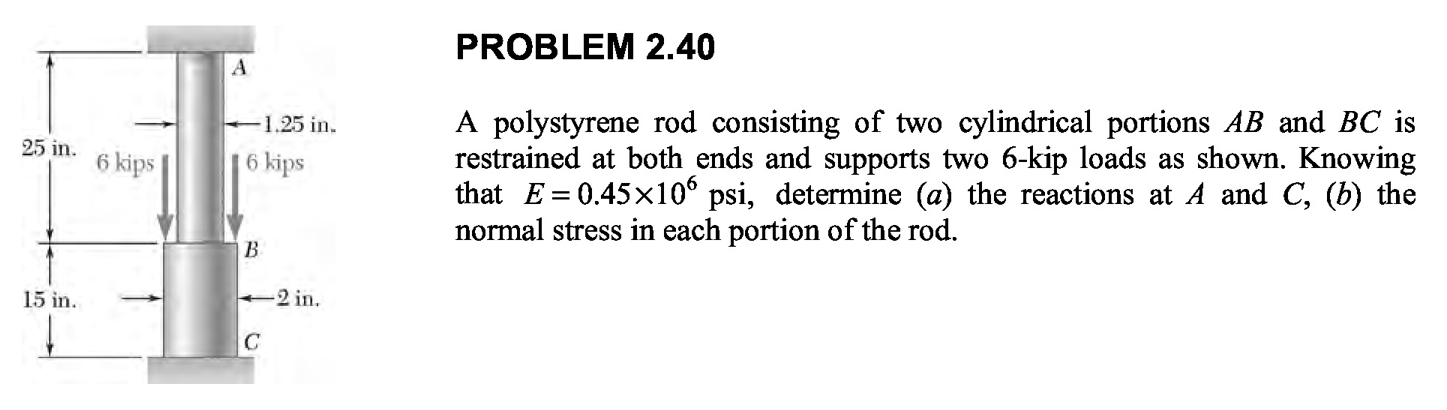 PROBLEM 2.40
A polystyrene rod consisting of two cylindrical portions AB and BC is
restrained at both ends and supports two 6-kip loads as shown. Knowing
that E = 0.45×10⁶ psi, determine (a) the reactions at A and C, (b) the
normal stress in each portion of the rod.
A
1.25 in.
25 in.
6 kips
6 kips
B
15 in.
2 in.
C